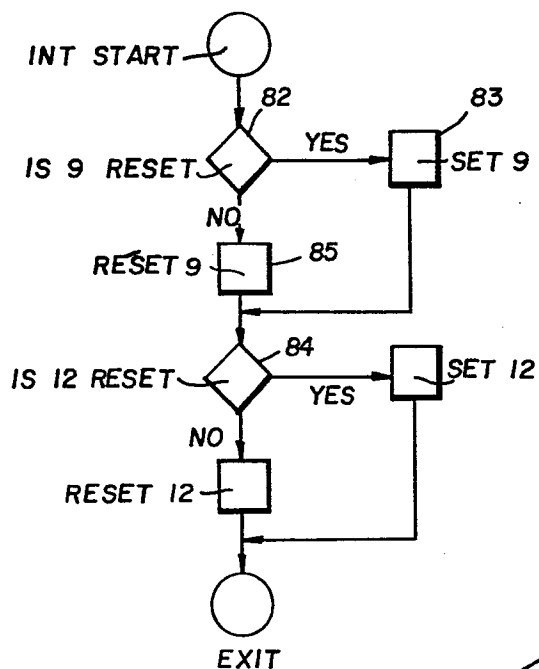 INT START
82
83
IS 9 RESET
YES
SET 9
NO
RESET 9
85
84
IS 12 RESET
YES
SET 12
NO
RESET 12
EXIT